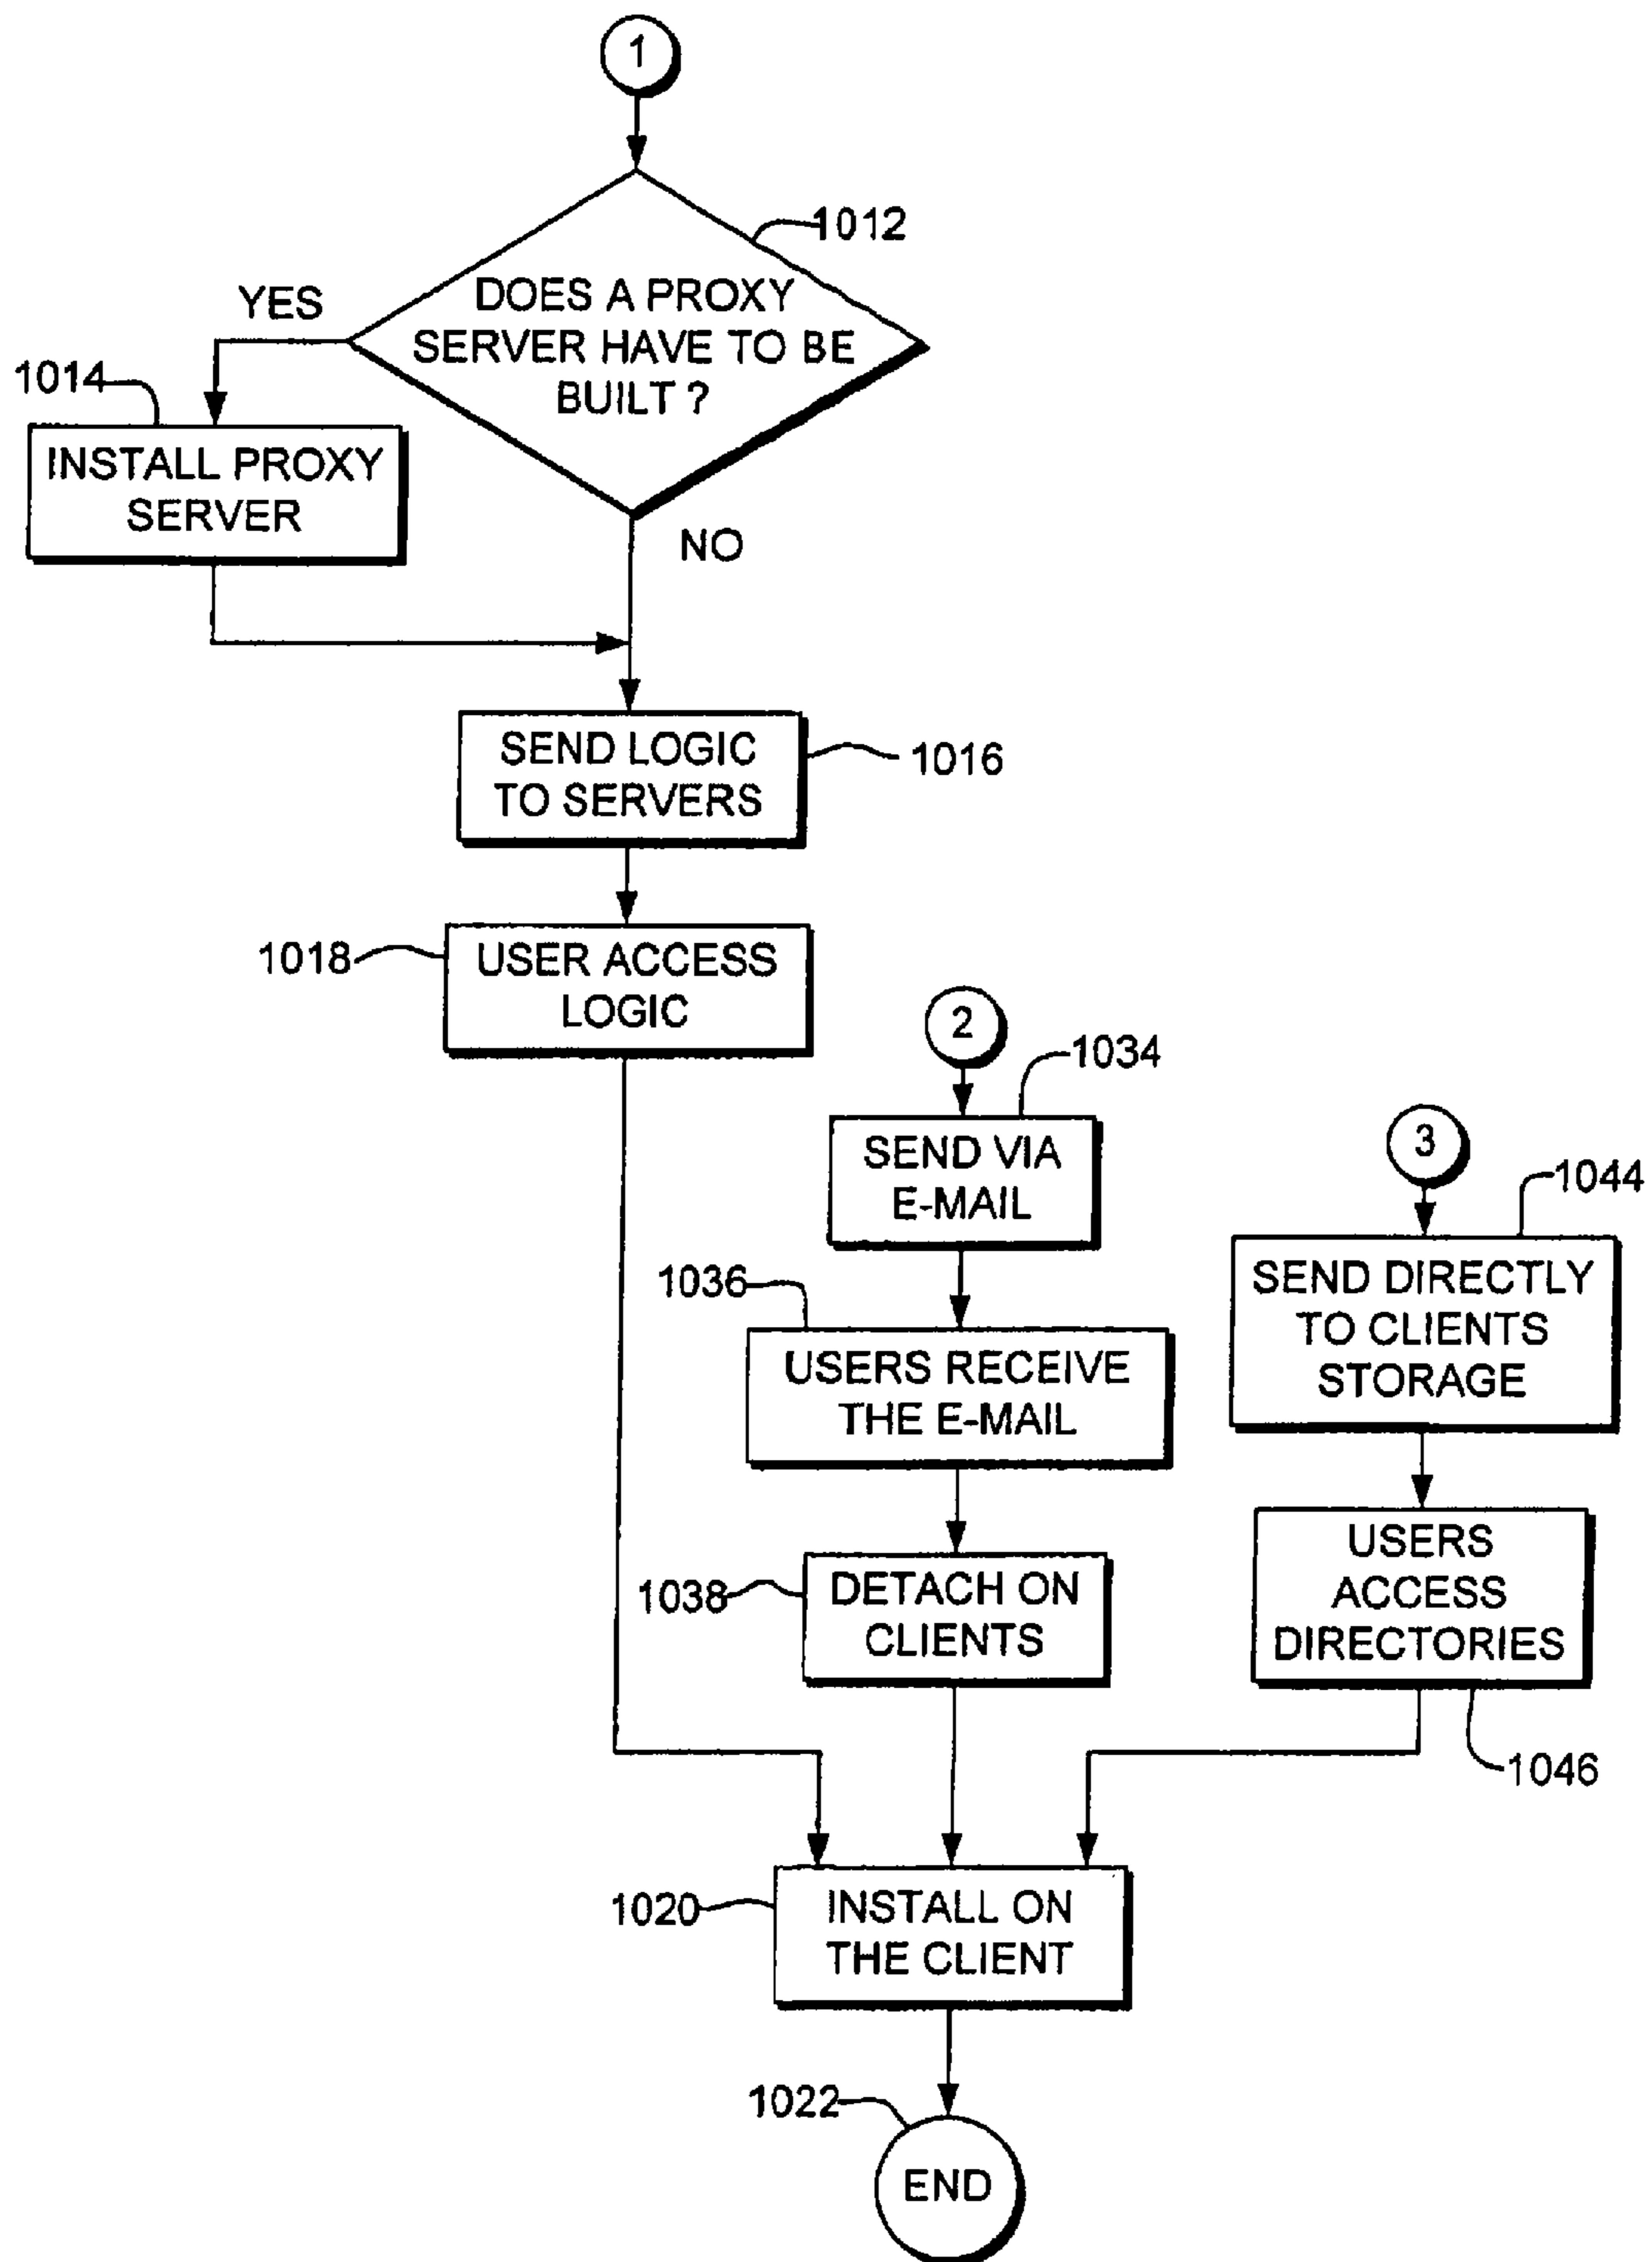 1
1012
DOES A PROXY
SERVER HAVE TO BE
BUILT ?
YES
1014
INSTALL PROXY
SERVER
NO
SEND LOGIC
TO SERVERS
1016
1018
USER ACCESS
LOGIC
2
1034
SEND VIA
E-MAIL
3
1044
SEND DIRECTLY
TO CLIENTS
STORAGE
1036
USERS RECEIVE
THE E-MAIL
1038
DETACH ON
CLIENTS
USERS
ACCESS
DIRECTORIES
1046
1020
INSTALL ON
THE CLIENT
1022
END